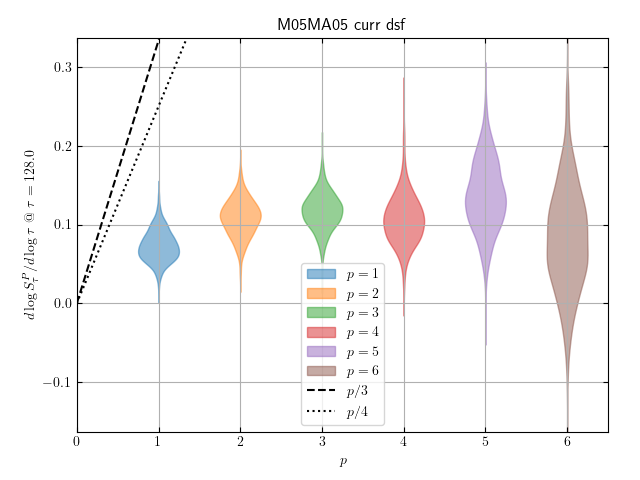 M05MA05 curr dsf
d log S_τ^P / d log τ @ τ = 128.0
0.3
0.2
0.1
0.0
−0.1
p = 1
p = 2
p = 3
p = 4
p = 5
p = 6
p/3
p/4
0 1 2 3 4 5 6
p